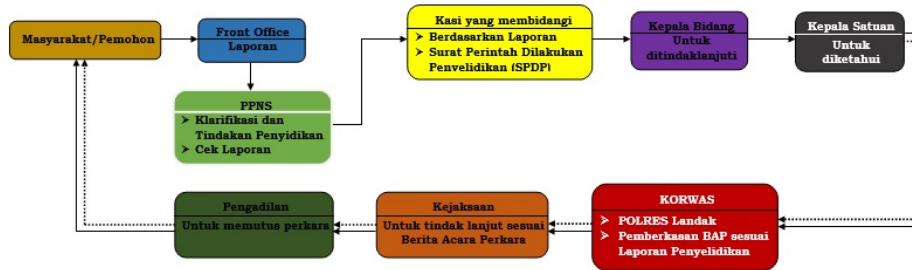 Masyarakat/Pemohon
Front Office
Laporan
PPNS
➤ Klarifikasi dan
Tindakan Penyidikan
➤ Cek Laporan
Kasi yang membidangi
➤ Berdasarkan Laporan
➤ Surat Perintah Dilakukan
Penyelidikan (SPDP)
Kepala Bidang
Untuk
ditindaklanjuti
Kepala Satuan
Untuk
diketahui
KORWAS
➤ POLRES Landak
➤ Pemberkasan BAP sesuai
Laporan Penyelidikan
Kejaksaan
Untuk tindak lanjut sesuai
Berita Acara Perkara
Pengadilan
Untuk memutus perkara